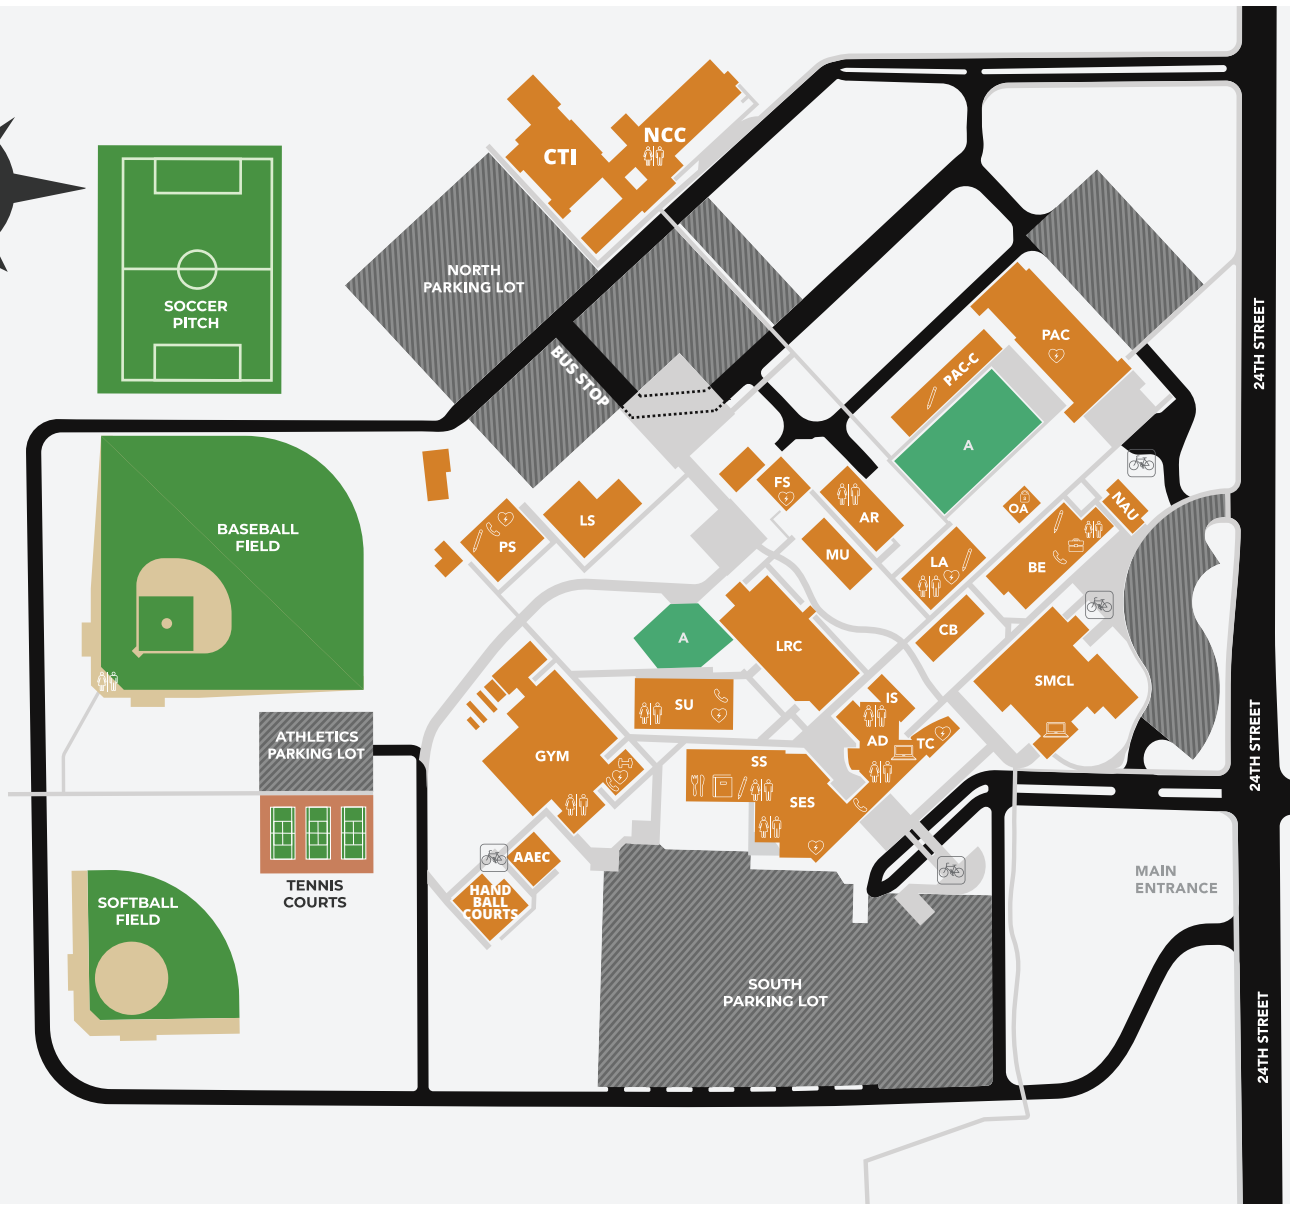 NCC
CTI
NORTH
PARKING LOT
SOCCER
PITCH
24TH STREET
PAC
BUS STOP
PAC-C
A
FS
AR
NAU
OA
LS
PS
BASEBALL
FIELD
MU
LA
BE
CB
A
LRC
SMCL
IS
SU
AD
TC
ATHLETICS
PARKING LOT
GYM
SS
SES
24TH STREET
AAEC
HAND
BALL
COURTS
TENNIS
COURTS
SOFTBALL
FIELD
MAIN
ENTRANCE
SOUTH
PARKING LOT
24TH STREET